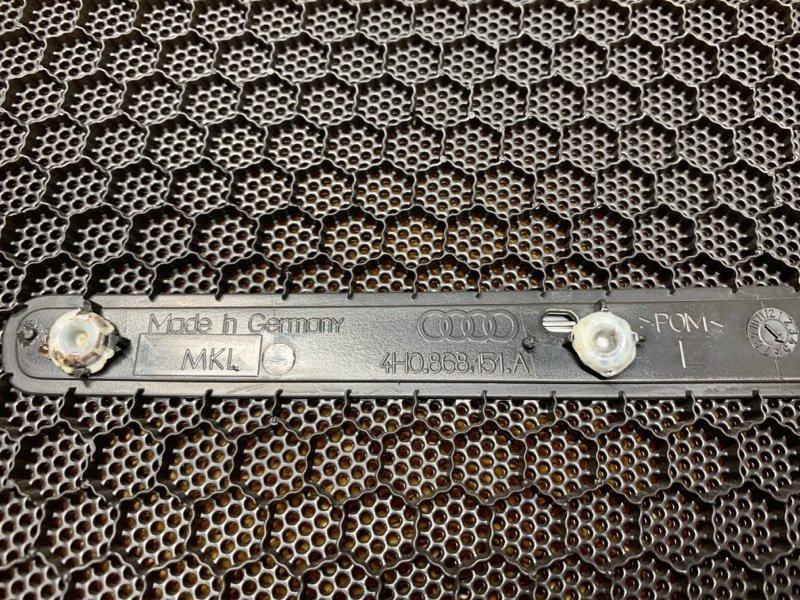 Made in Germany
MKL
4H0.868.151.A
>POM<
L